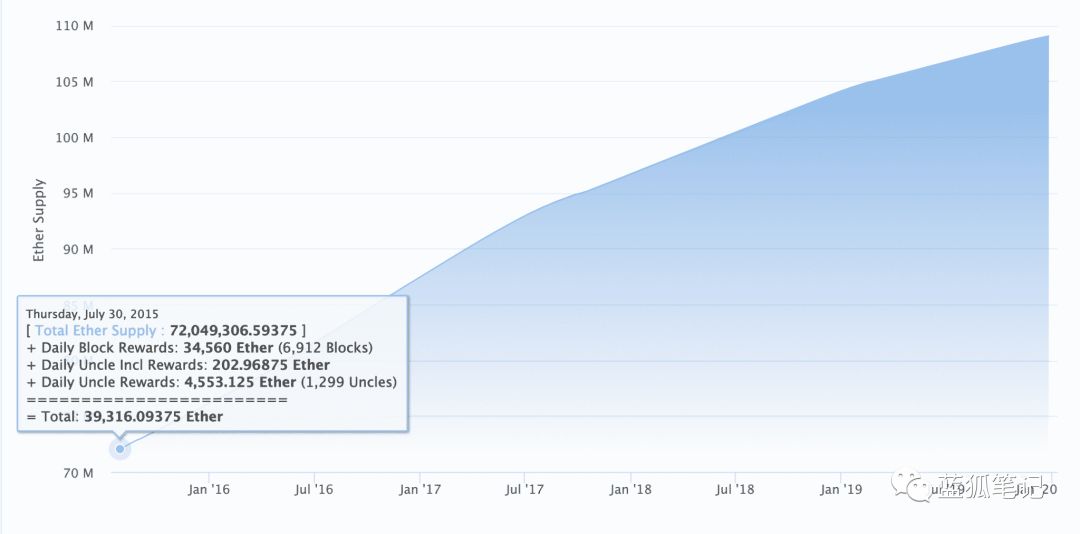 110 M
105 M
100 M
95 M
90 M
85 M
70 M
Ether Supply
Thursday, July 30, 2015
[ Total Ether Supply : 72,049,306.59375 ]
+ Daily Block Rewards: 34,560 Ether (6,912 Blocks)
+ Daily Uncle Incl Rewards: 202.96875 Ether
+ Daily Uncle Rewards: 4,553.125 Ether (1,299 Uncles)
========================
= Total: 39,316.09375 Ether
Jan '16 Jul '16 Jan '17 Jul '17 Jan '18 Jul '18 Jan '19 Jul '19 Jan '20
蓝狐笔记